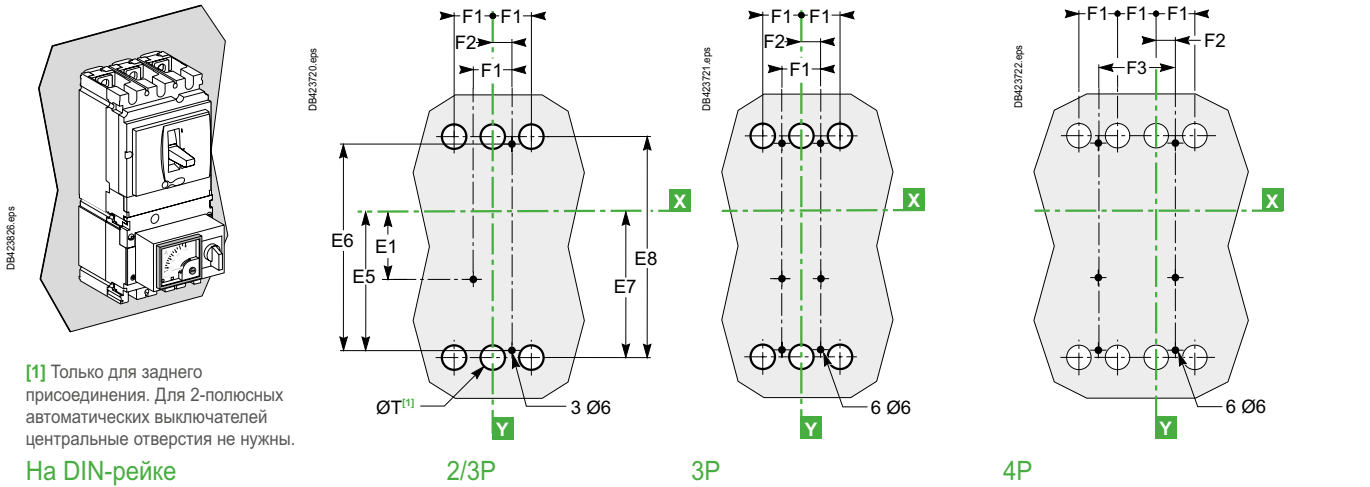 DB423826.eps
[1] Только для заднего
присоединения. Для 2-полюсных
автоматических выключателей
центральные отверстия не нужны.
На DIN-рейке
DB423720.eps
F1 F1
F2
F1
X
E6
E1
E5
E8
E7
ØT[1]
3 Ø6
Y
2/3P
DB423721.eps
F1 F1
F2
F1
X
6 Ø6
Y
3P
DB423722.eps
F1 F1 F1
F2
F3
X
6 Ø6
Y
4P